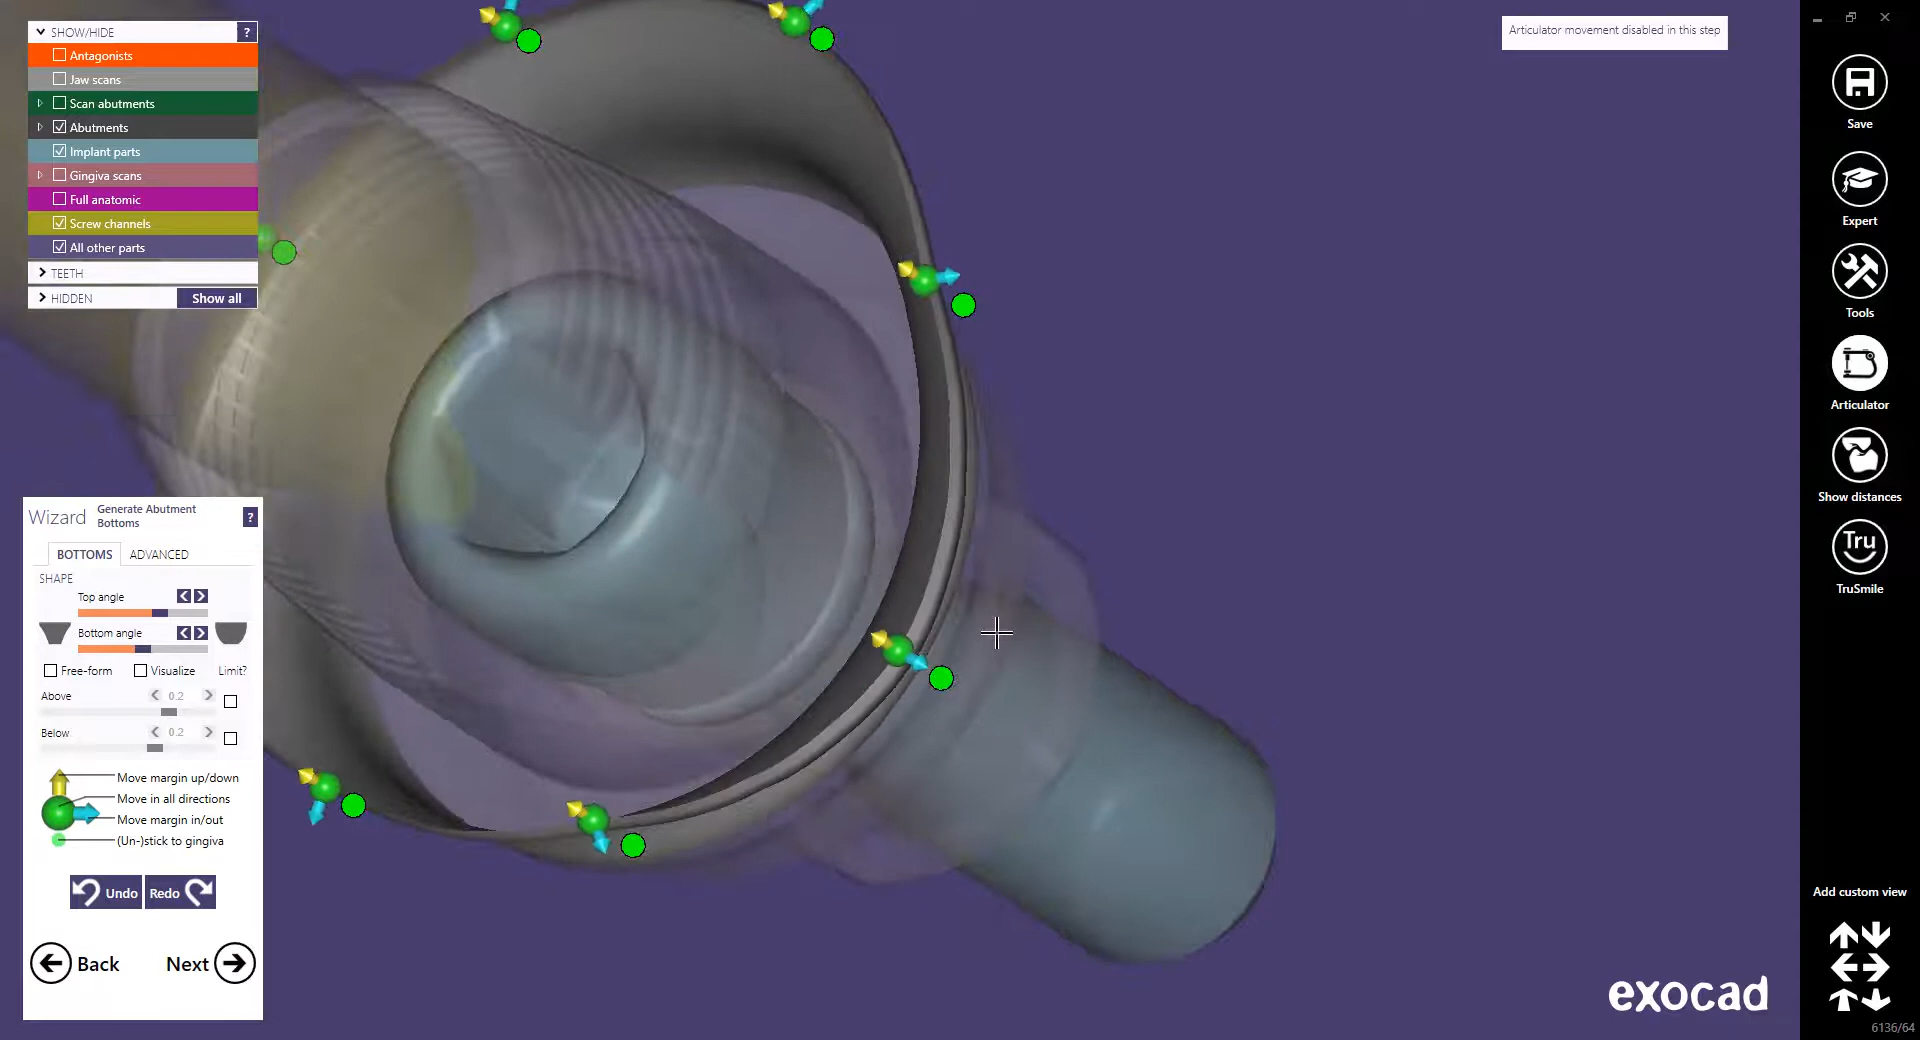 SHOW/HIDE ?
Antagonists
Jaw scans
Scan abutments
Abutments
Implant parts
Gingiva scans
Full anatomic
Screw channels
All other parts
TEETH
HIDDEN Show all
Wizard Generate Abutment Bottoms ?
BOTTOMS ADVANCED
SHAPE
Top angle
Bottom angle
Free-form Visualize Limit?
Above 0.2
Below 0.2
Move margin up/down
Move in all directions
Move margin in/out
(Un-)stick to gingiva
Undo Redo
Back Next
Articulator movement disabled in this step
Save
Expert
Tools
Articulator
Show distances
Tru
TruSmile
Add custom view
exocad
6136/64